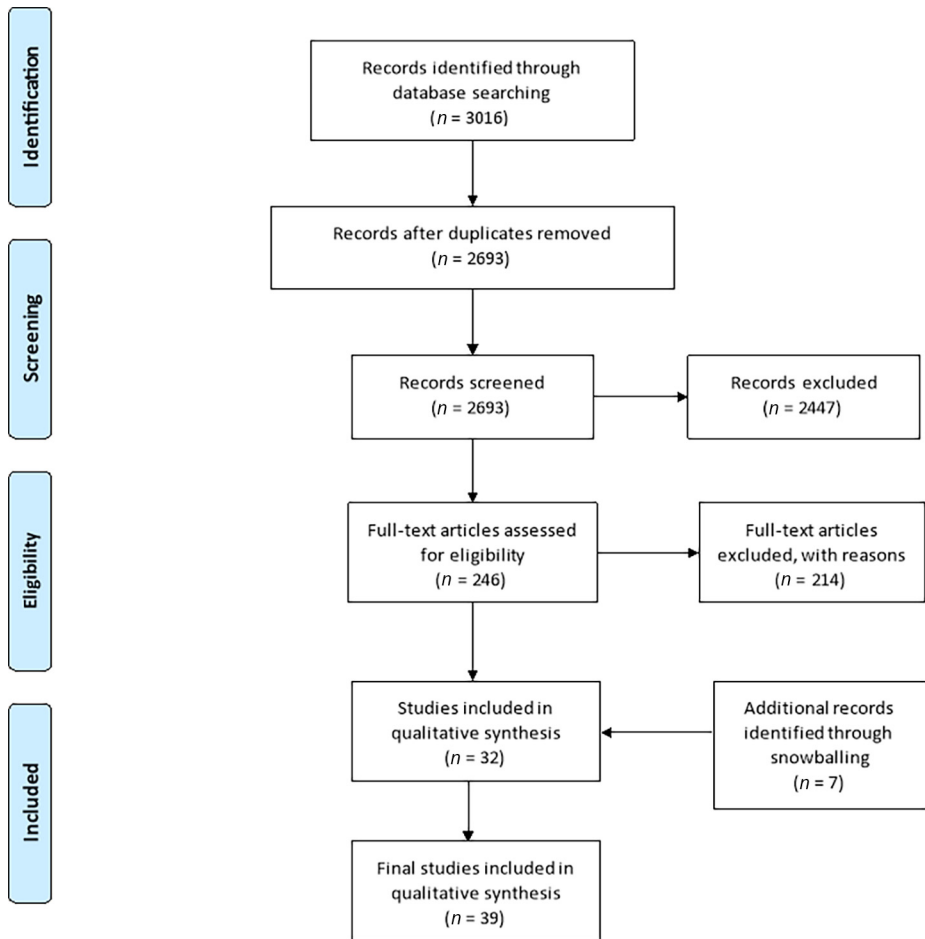 Identification
Records identified through
database searching
(n = 3016)
Records after duplicates removed
(n = 2693)
Screening
Records screened
(n = 2693)
Records excluded
(n = 2447)
Eligibility
Full-text articles assessed
for eligibility
(n = 246)
Full-text articles
excluded, with reasons
(n = 214)
Included
Studies included in
qualitative synthesis
(n = 32)
Additional records
identified through
snowballing
(n = 7)
Final studies included in
qualitative synthesis
(n = 39)